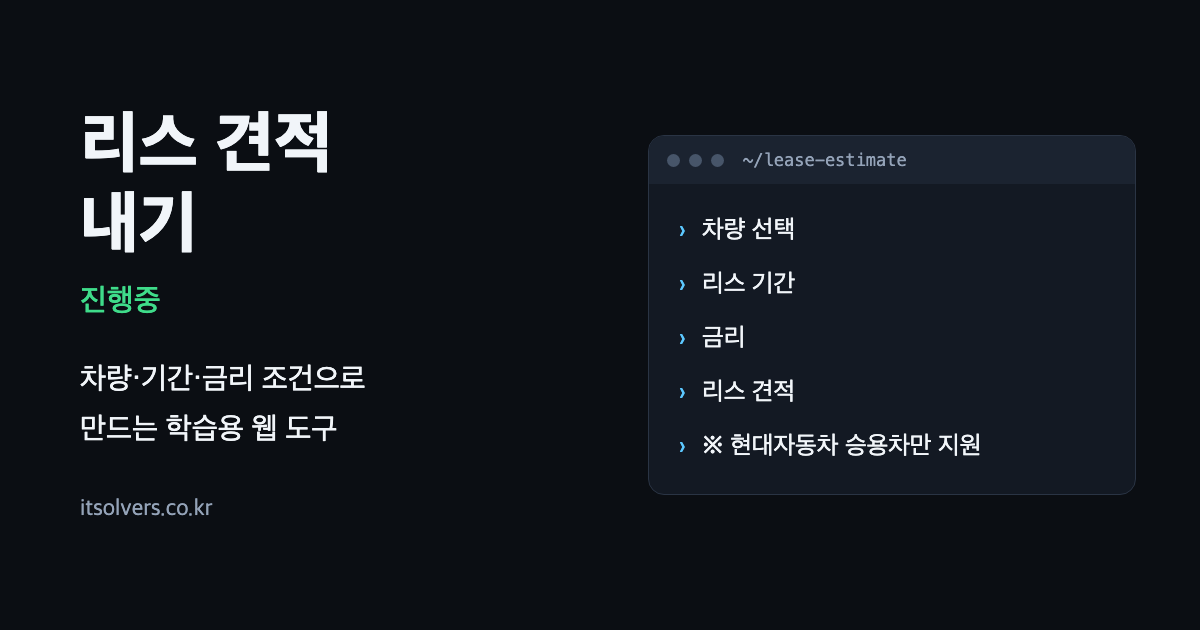 리스 견적
내기
진행중
차량·기간·금리 조건으로
만드는 학습용 웹 도구
itsolvers.co.kr
~/lease-estimate
› 차량 선택
› 리스 기간
› 금리
› 리스 견적
› ※ 현대자동차 승용차만 지원